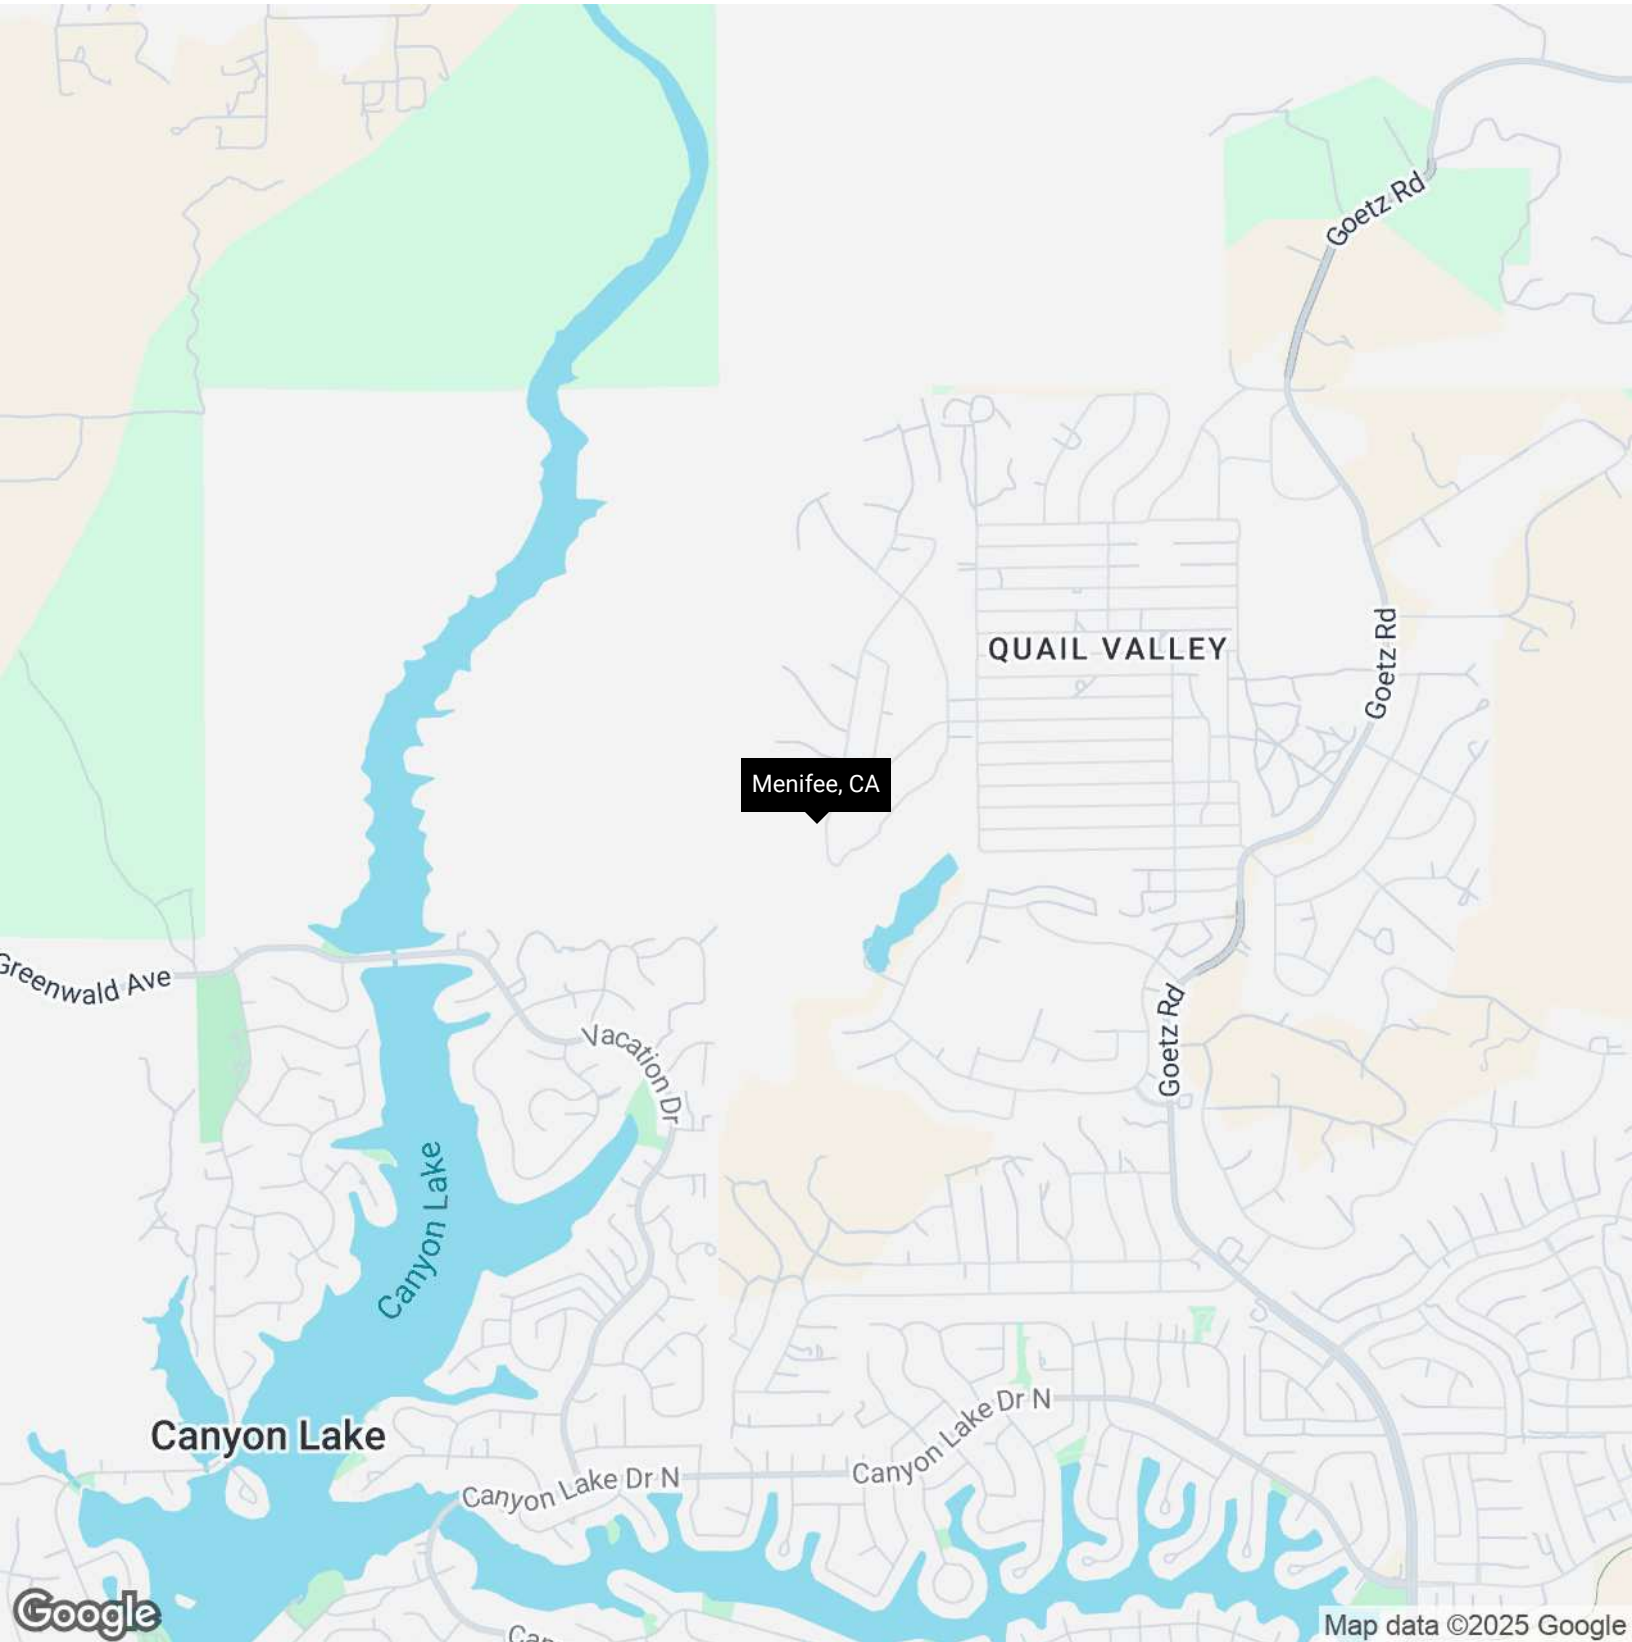 Goetz Rd
QUAIL VALLEY
Goetz Rd
Menifee, CA
Greenwald Ave
Vacation Dr
Goetz Rd
Canyon Lake
Canyon Lake
Canyon Lake Dr N
Canyon Lake Dr N
Google
Map data ©2025 Google